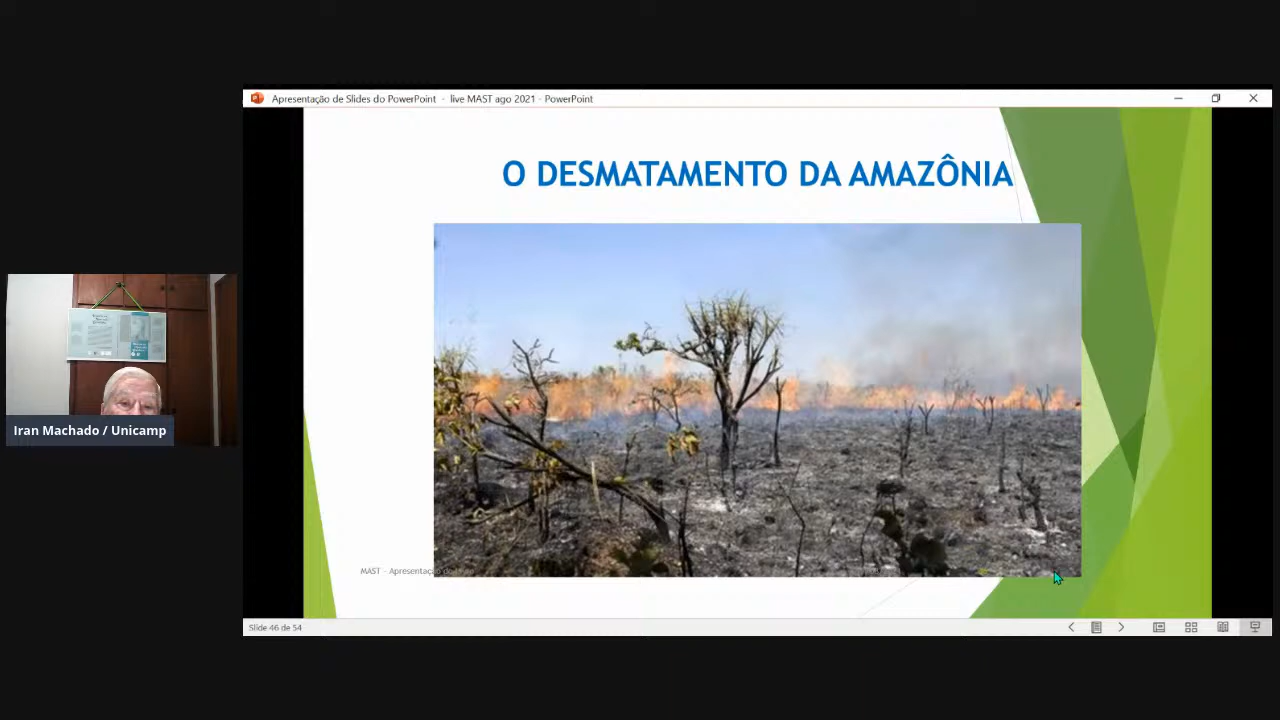 Apresentação de Slides do PowerPoint - live MAST ago 2021 - PowerPoint
O DESMATAMENTO DA AMAZÔNIA
Iran Machado / Unicamp
MAST - Apresentação
Slide 46 de 54